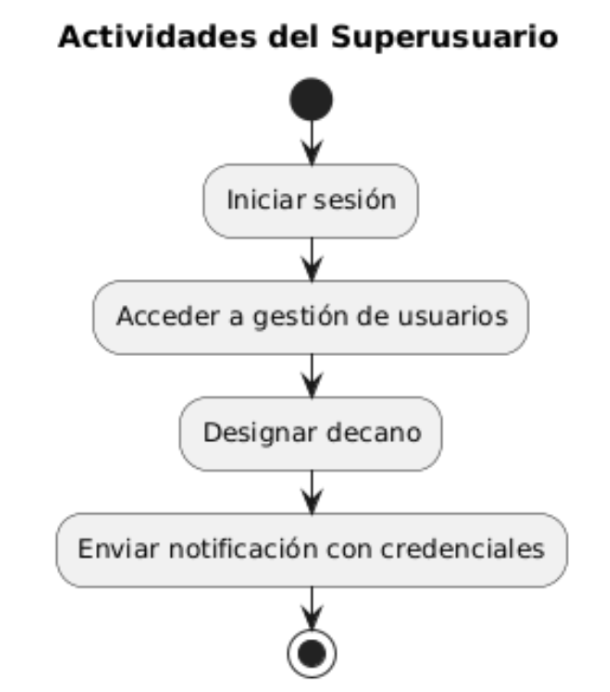 Actividades del Superusuario
Iniciar sesión
Acceder a gestión de usuarios
Designar decano
Enviar notificación con credenciales